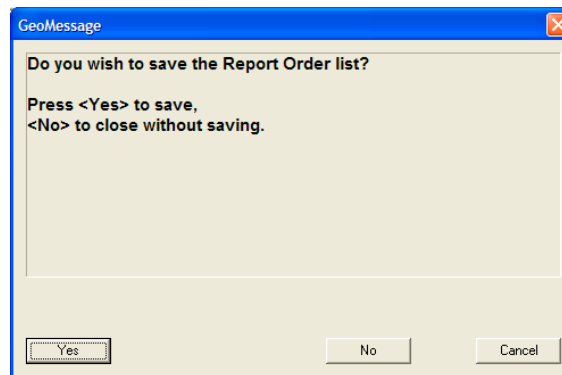 GeoMessage
Do you wish to save the Report Order list?
Press <Yes> to save,
<No> to close without saving.
Yes No Cancel